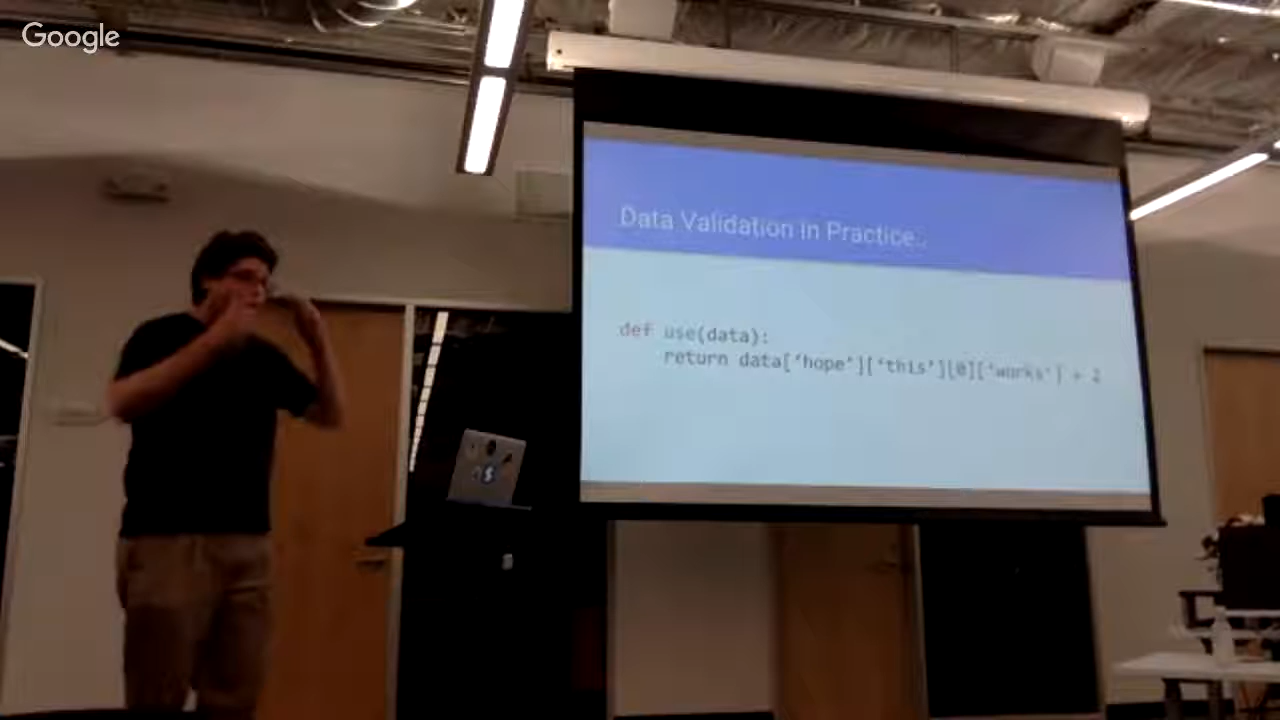 Google
Data Validation in Practice..
def use(data):
return data['hope']['this'][0]['works'] + 2